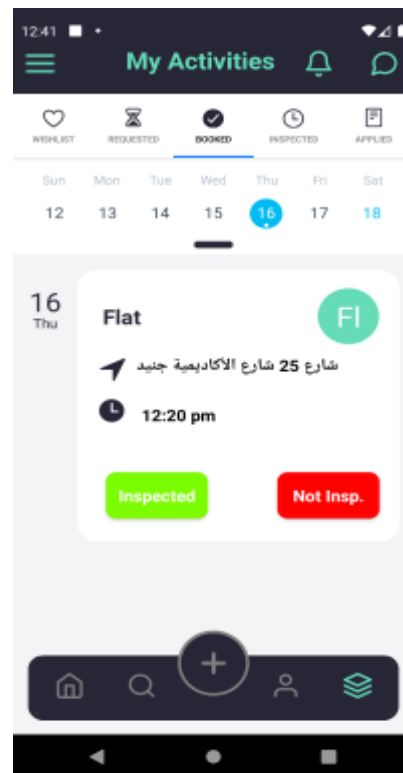 12:41
My Activities
WISHLIST REQUESTED BOOKED INSPECTED APPLIED
Sun Mon Tue Wed Thu Fri Sat
12 13 14 15 16 17 18
16
Thu
Flat
Fl
شارع 25 شارع الأكاديمية جنيد
12:20 pm
Inspected Not Insp.